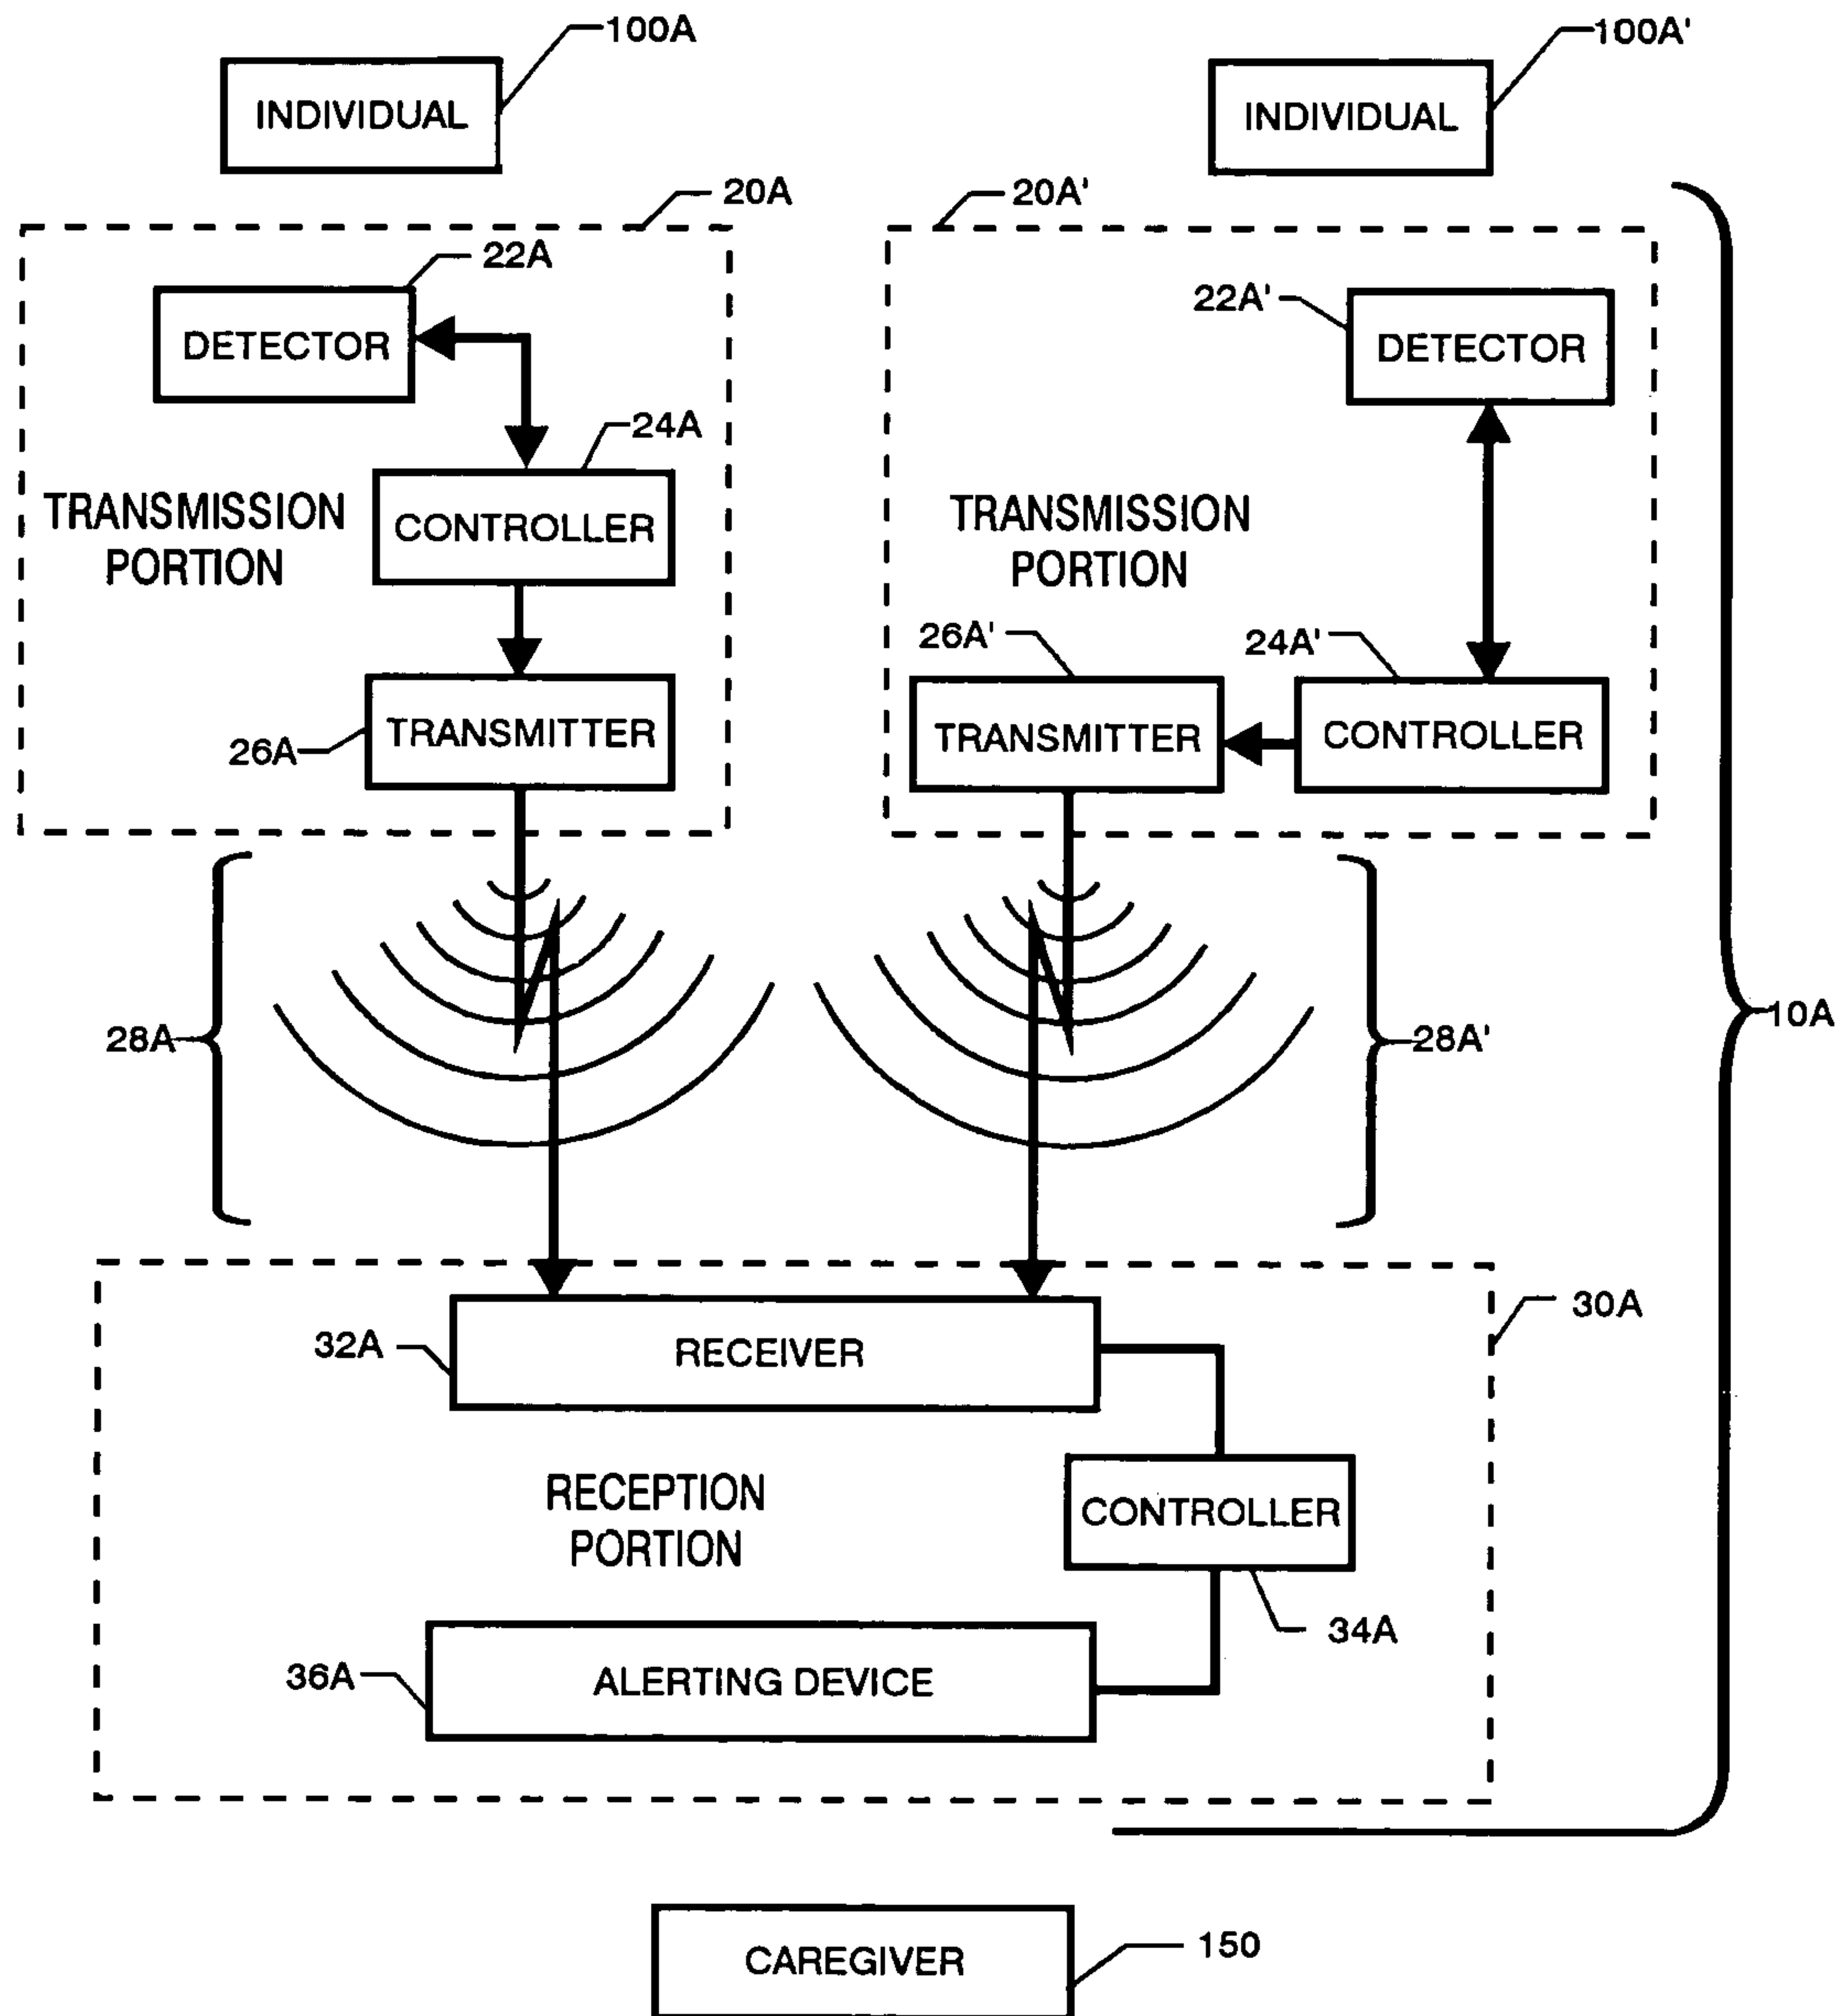 100A
100A'
INDIVIDUAL
INDIVIDUAL
20A
20A'
22A
22A'
DETECTOR
DETECTOR
24A
TRANSMISSION
PORTION
CONTROLLER
TRANSMISSION
PORTION
26A'
24A'
26A
TRANSMITTER
TRANSMITTER
CONTROLLER
28A
28A'
10A
30A
32A
RECEIVER
RECEPTION
PORTION
CONTROLLER
34A
36A
ALERTING DEVICE
CAREGIVER
150